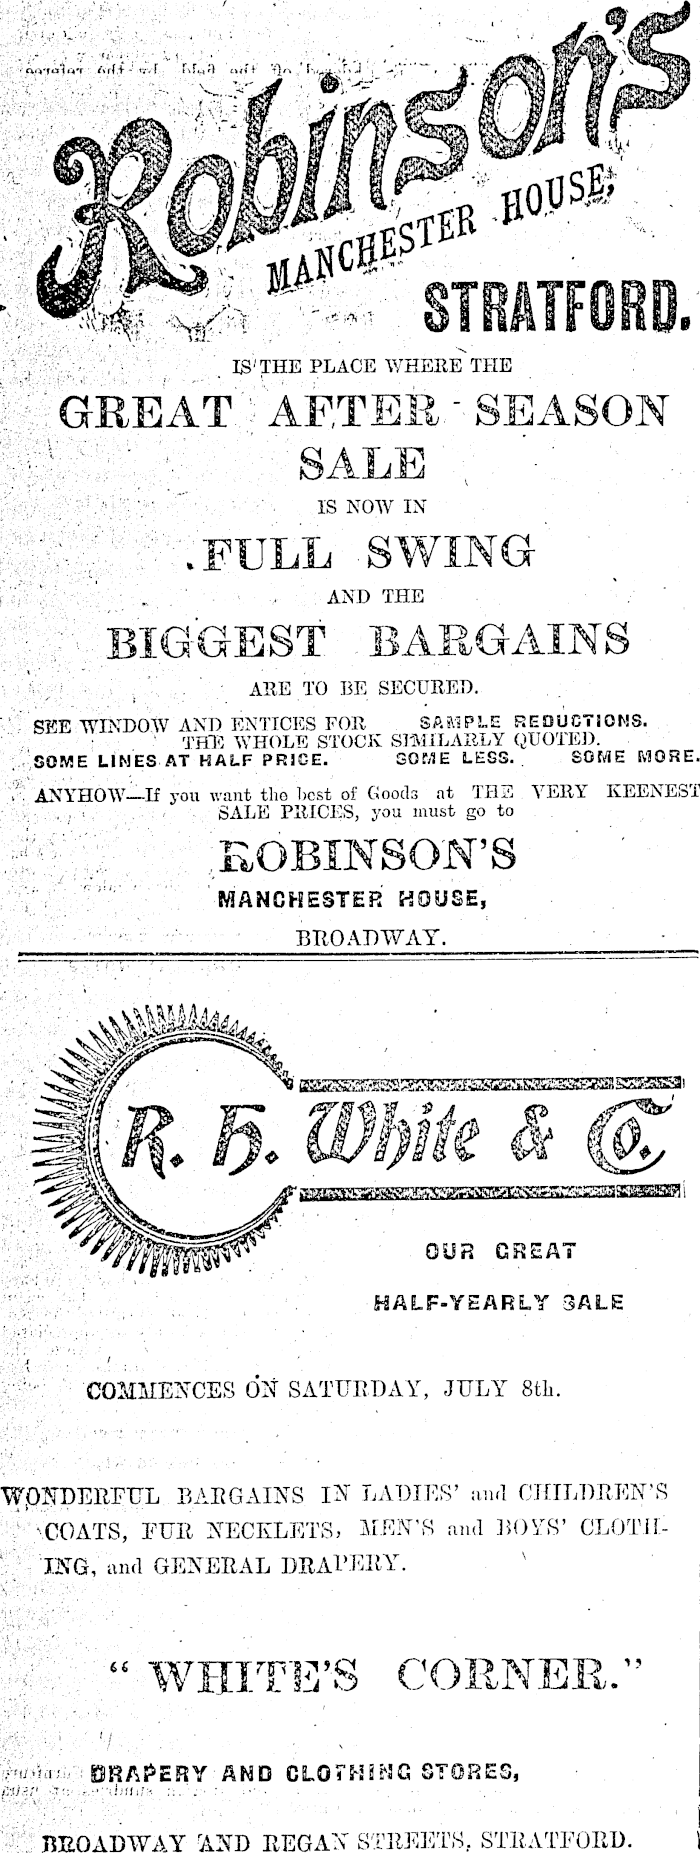 Robinson's
MANCHESTER HOUSE,
STRATFORD.
IS THE PLACE WHERE THE
GREAT AFTER-SEASON
SALE
IS NOW IN
FULL SWING
AND THE
BIGGEST BARGAINS
ARE TO BE SECURED.
SEE WINDOW AND ENTICES FOR SAMPLE REDUCTIONS.
THE WHOLE STOCK SIMILARLY QUOTED.
SOME LINES AT HALF PRICE. SOME LESS. SOME MORE.
ANYHOW—If you want the best of Goods at THE VERY KEENEST
SALE PRICES, you must go to
ROBINSON'S
MANCHESTER HOUSE,
BROADWAY.
R. H. White & Co.
OUR GREAT
HALF-YEARLY SALE
COMMENCES ON SATURDAY, JULY 8th.
WONDERFUL BARGAINS IN LADIES' and CHILDREN'S
COATS, FUR NECKLETS, MEN'S and BOYS' CLOTH-
ING, and GENERAL DRAPERY.
"WHITE'S CORNER."
DRAPERY AND CLOTHING STORES,
BROADWAY AND REGAN STREETS, STRATFORD.